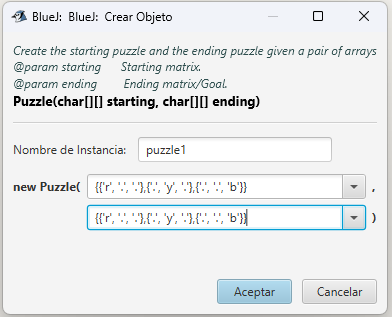 BlueJ: BlueJ: Crear Objeto
Create the starting puzzle and the ending puzzle given a pair of arrays
@param starting Starting matrix.
@param ending Ending matrix/Goal.
Puzzle(char[][] starting, char[][] ending)
Nombre de Instancia: puzzle1
new Puzzle( {{'r', '.', '.'},{'.', 'y', '.'},{'.', '.', 'b'}} ,
{{'r', '.', '.'},{'.', 'y', '.'},{'.', '.', 'b'}} )
Aceptar Cancelar